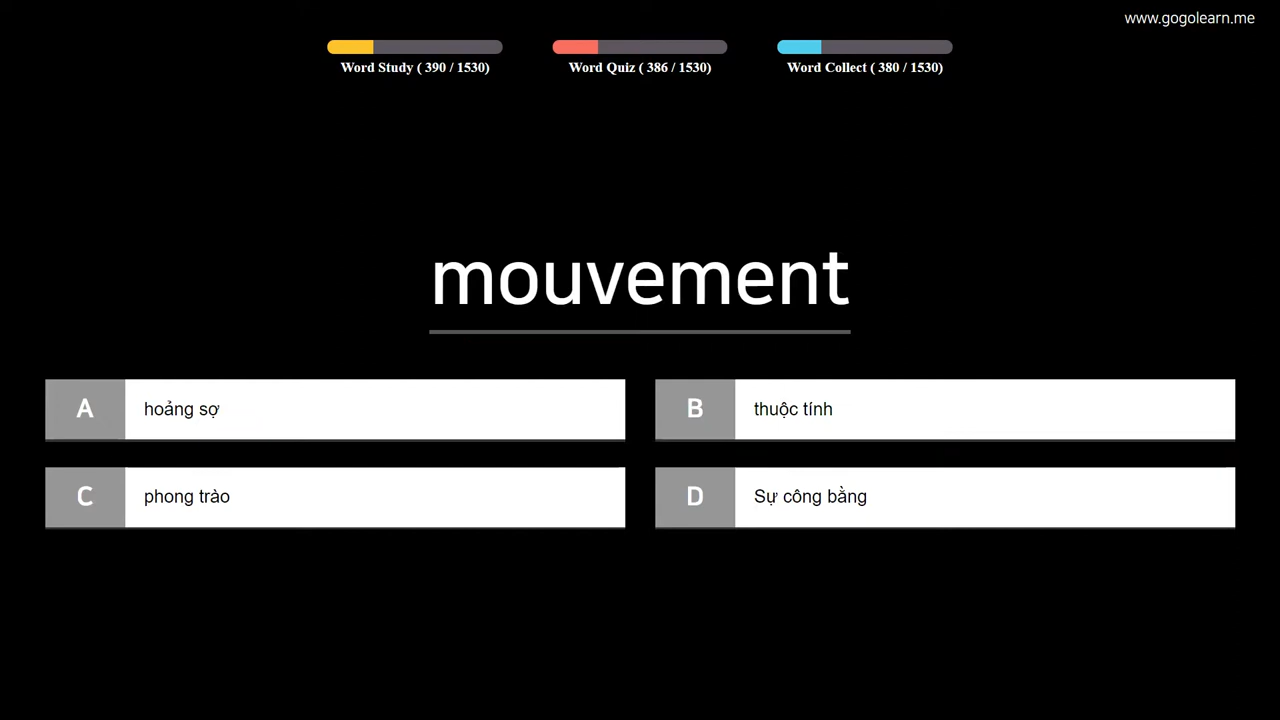 www.gogolearn.me
Word Study ( 390 / 1530)
Word Quiz ( 386 / 1530)
Word Collect ( 380 / 1530)
mouvement
A hoảng sợ
B thuộc tính
C phong trào
D Sự công bằng